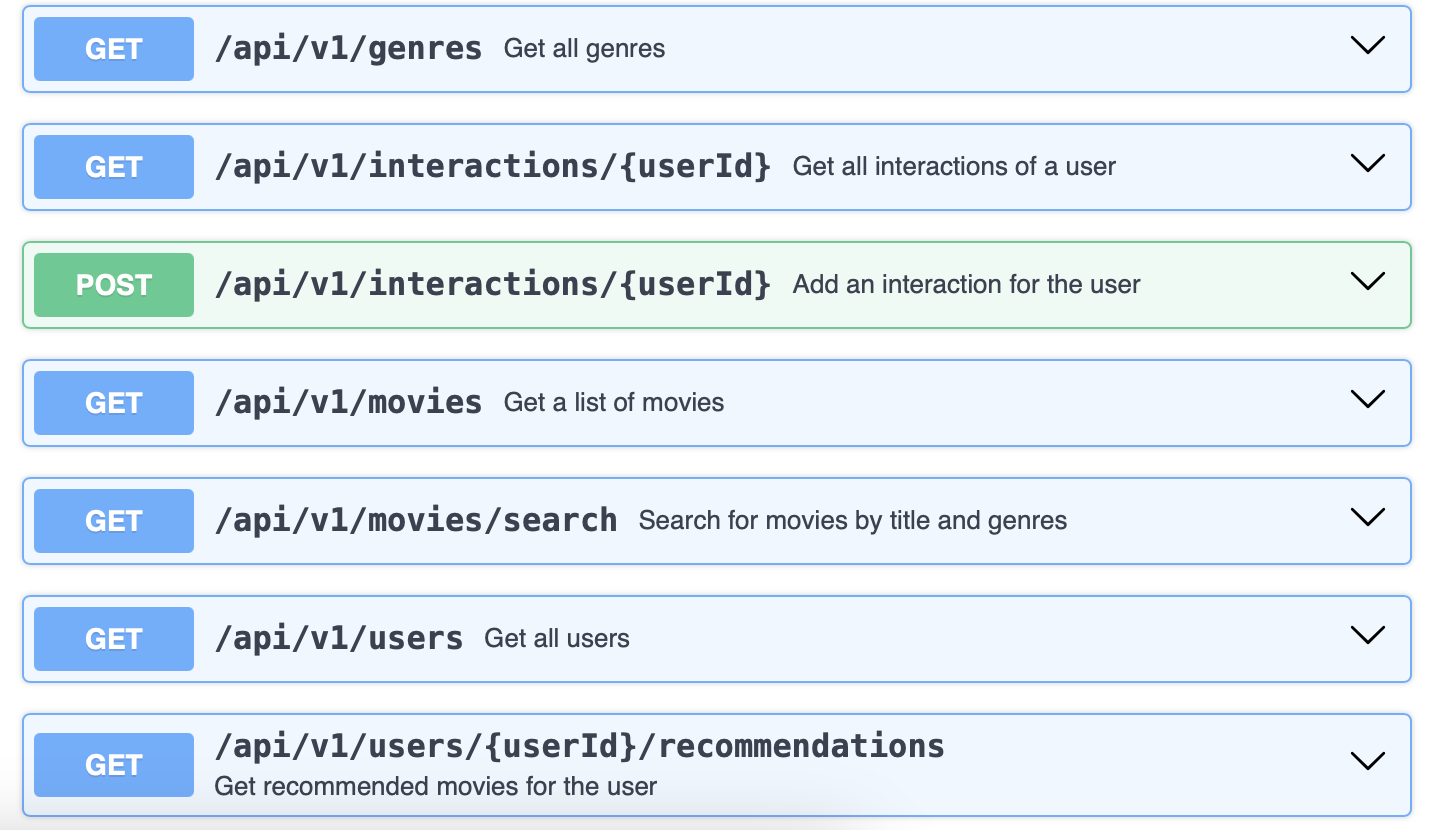 GET /api/v1/genres Get all genres
GET /api/v1/interactions/{userId} Get all interactions of a user
POST /api/v1/interactions/{userId} Add an interaction for the user
GET /api/v1/movies Get a list of movies
GET /api/v1/movies/search Search for movies by title and genres
GET /api/v1/users Get all users
GET /api/v1/users/{userId}/recommendations
Get recommended movies for the user